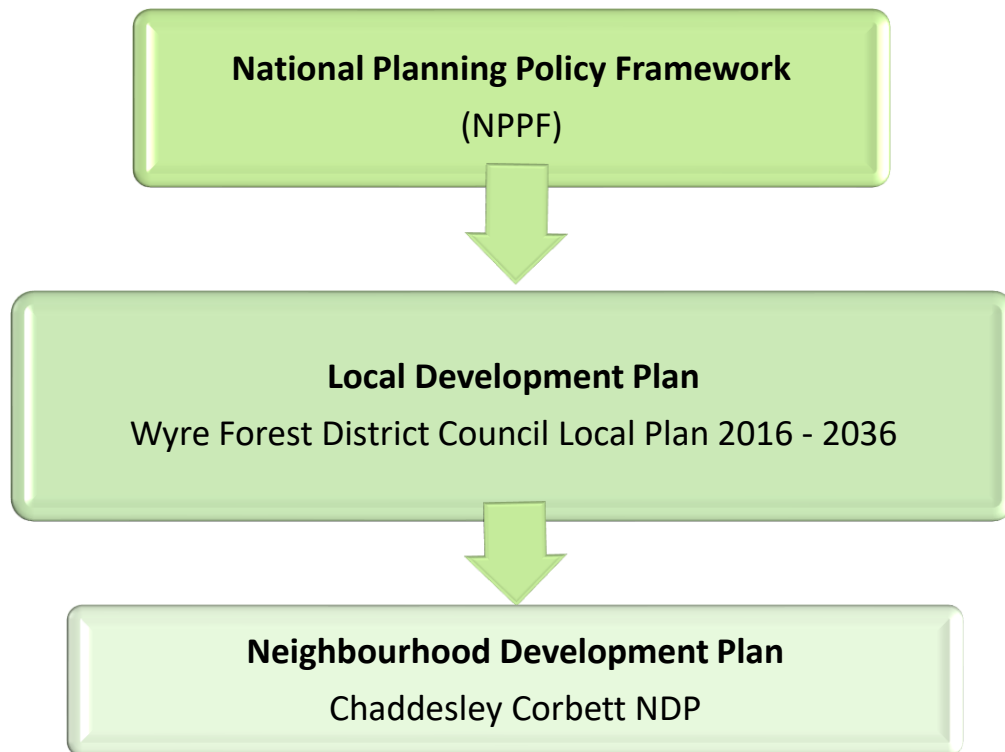 National Planning Policy Framework
(NPPF)
Local Development Plan
Wyre Forest District Council Local Plan 2016 - 2036
Neighbourhood Development Plan
Chaddesley Corbett NDP